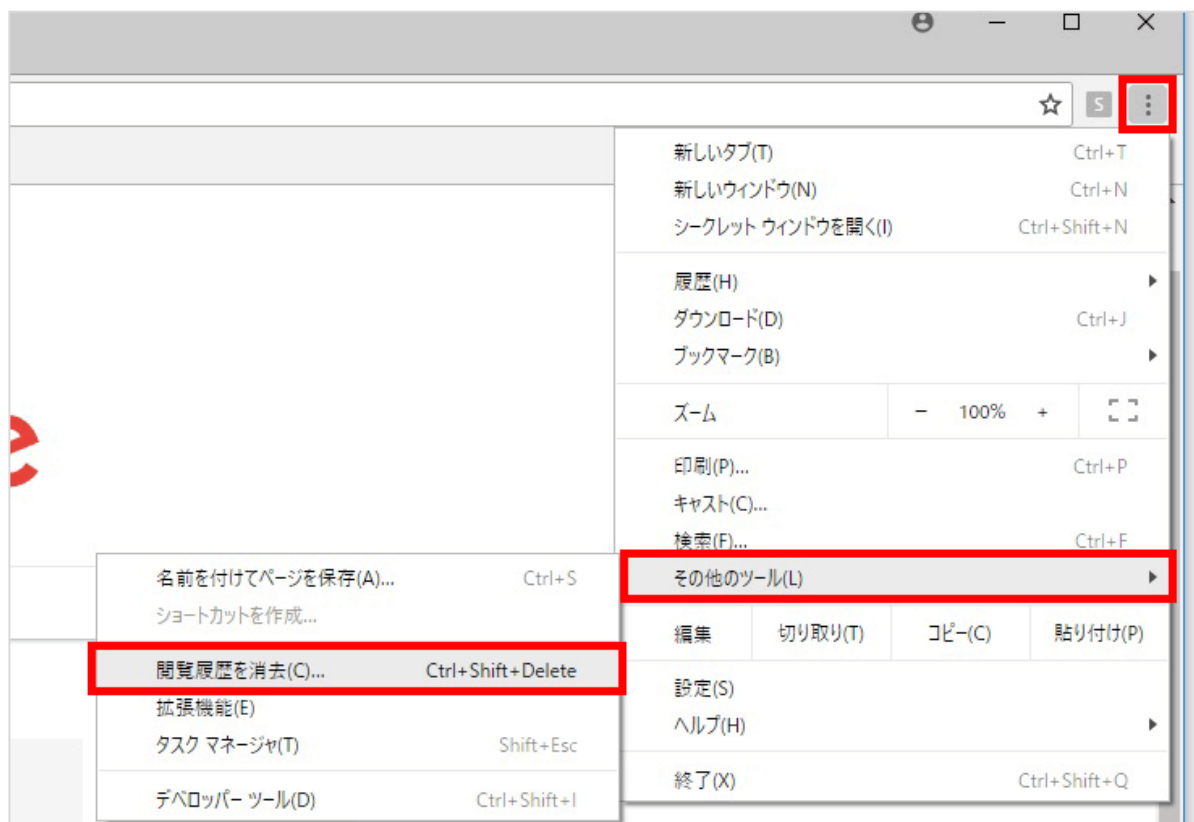 S
新しいタブ(T) Ctrl+T
新しいウィンドウ(N) Ctrl+N
シークレット ウィンドウを開く(I) Ctrl+Shift+N
履歴(H)
ダウンロード(D) Ctrl+J
ブックマーク(B)
ズーム － 100% +
印刷(P)... Ctrl+P
キャスト(C)...
検索(F)... Ctrl+F
その他のツール(L)
編集 切り取り(T) コピー(C) 貼り付け(P)
設定(S)
ヘルプ(H)
終了(X) Ctrl+Shift+Q
e
名前を付けてページを保存(A)... Ctrl+S
ショートカットを作成...
閲覧履歴を消去(C)... Ctrl+Shift+Delete
拡張機能(E)
タスク マネージャ(T) Shift+Esc
デベロッパー ツール(D) Ctrl+Shift+I